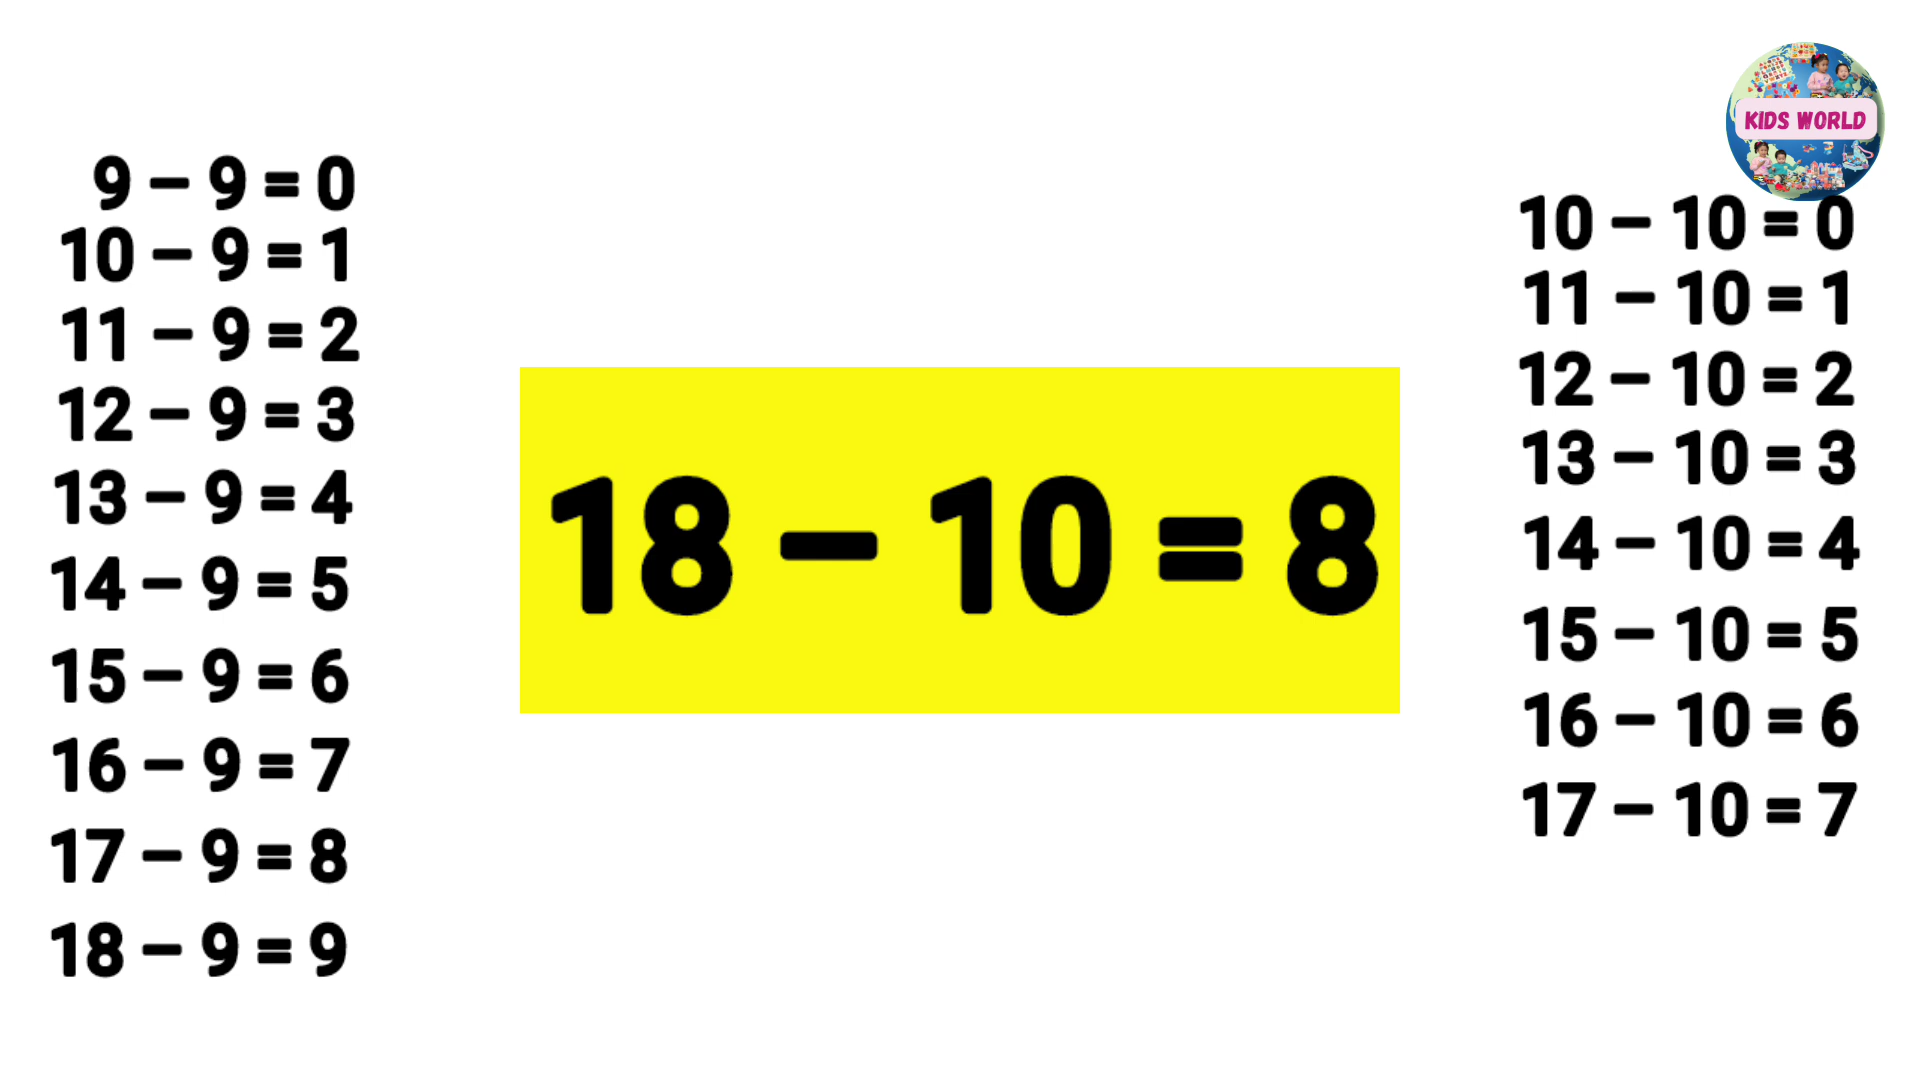 9 − 9 = 0
10 − 9 = 1
11 − 9 = 2
12 − 9 = 3
13 − 9 = 4
14 − 9 = 5
15 − 9 = 6
16 − 9 = 7
17 − 9 = 8
18 − 9 = 9
18 − 10 = 8
KIDS WORLD
10 − 10 = 0
11 − 10 = 1
12 − 10 = 2
13 − 10 = 3
14 − 10 = 4
15 − 10 = 5
16 − 10 = 6
17 − 10 = 7